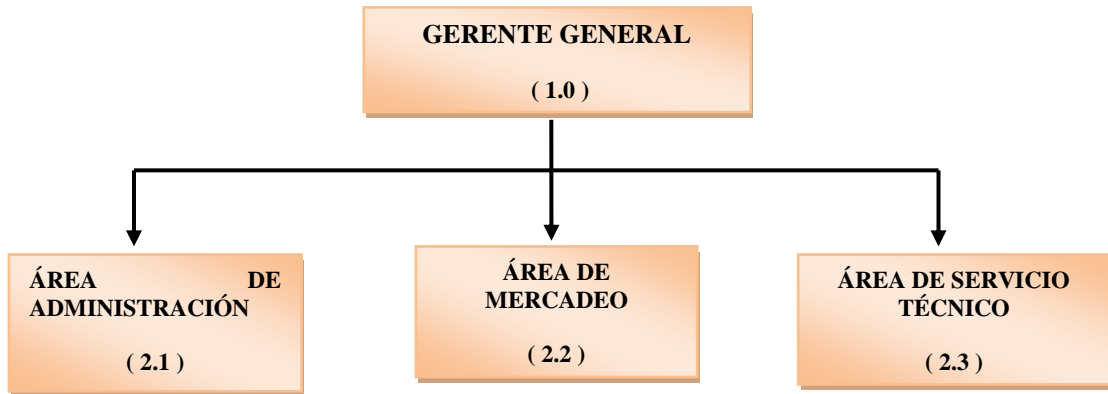 GERENTE GENERAL
( 1.0 )
ÁREA DE
ADMINISTRACIÓN
( 2.1 )
ÁREA DE
MERCADEO
( 2.2 )
ÁREA DE SERVICIO
TÉCNICO
( 2.3 )